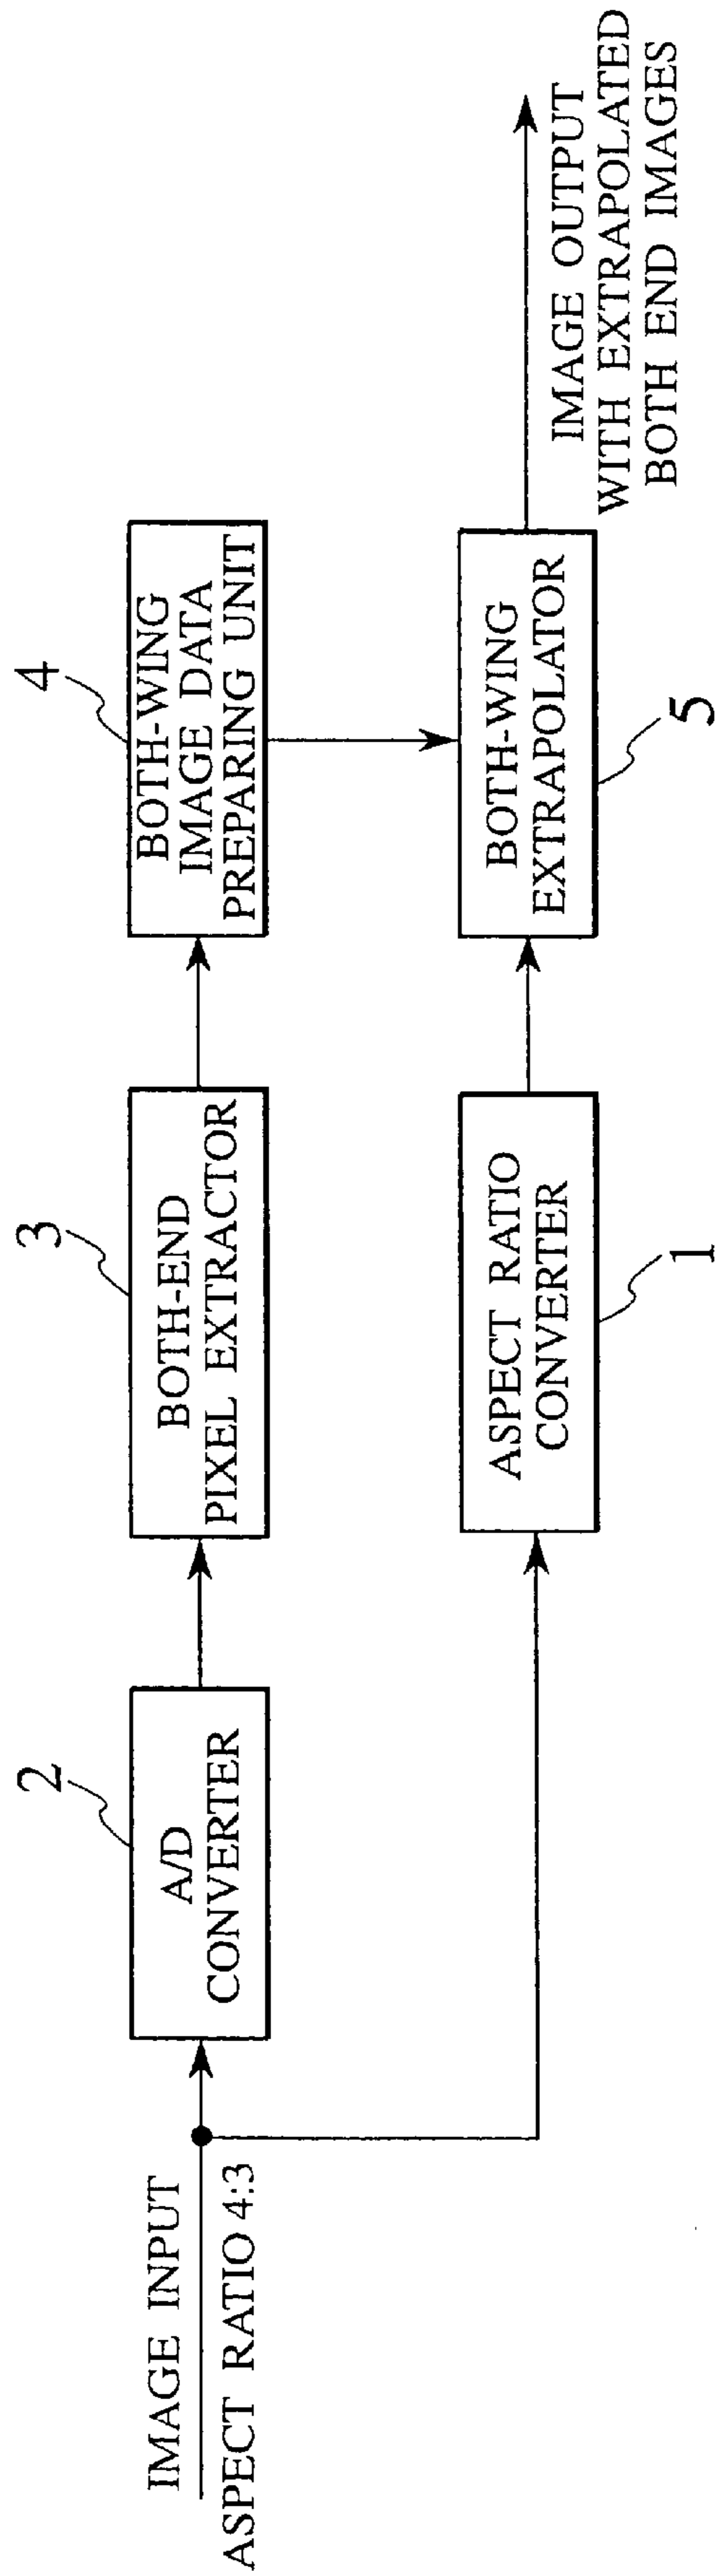 IMAGE INPUT
ASPECT RATIO 4:3
2
A/D
CONVERTER
3
BOTH-END
PIXEL EXTRACTOR
4
BOTH-WING
IMAGE DATA
PREPARING UNIT
ASPECT RATIO
CONVERTER
1
BOTH-WING
EXTRAPOLATOR
5
IMAGE OUTPUT
WITH EXTRAPOLATED
BOTH END IMAGES